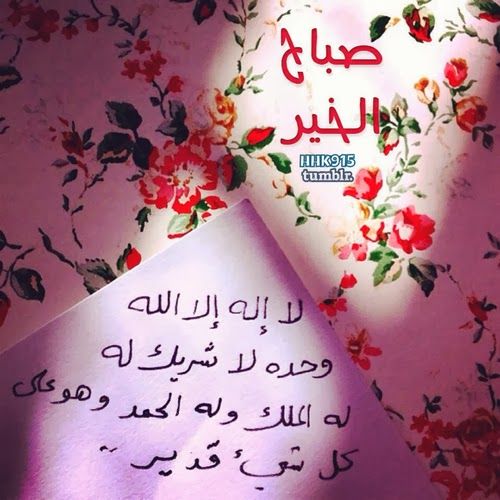 صباح
الخير
HHK915
tumblr.
لا إله إلا الله
وحده لا شريك له
له الملك وله الحمد وهو على
كل شيء قدير ..